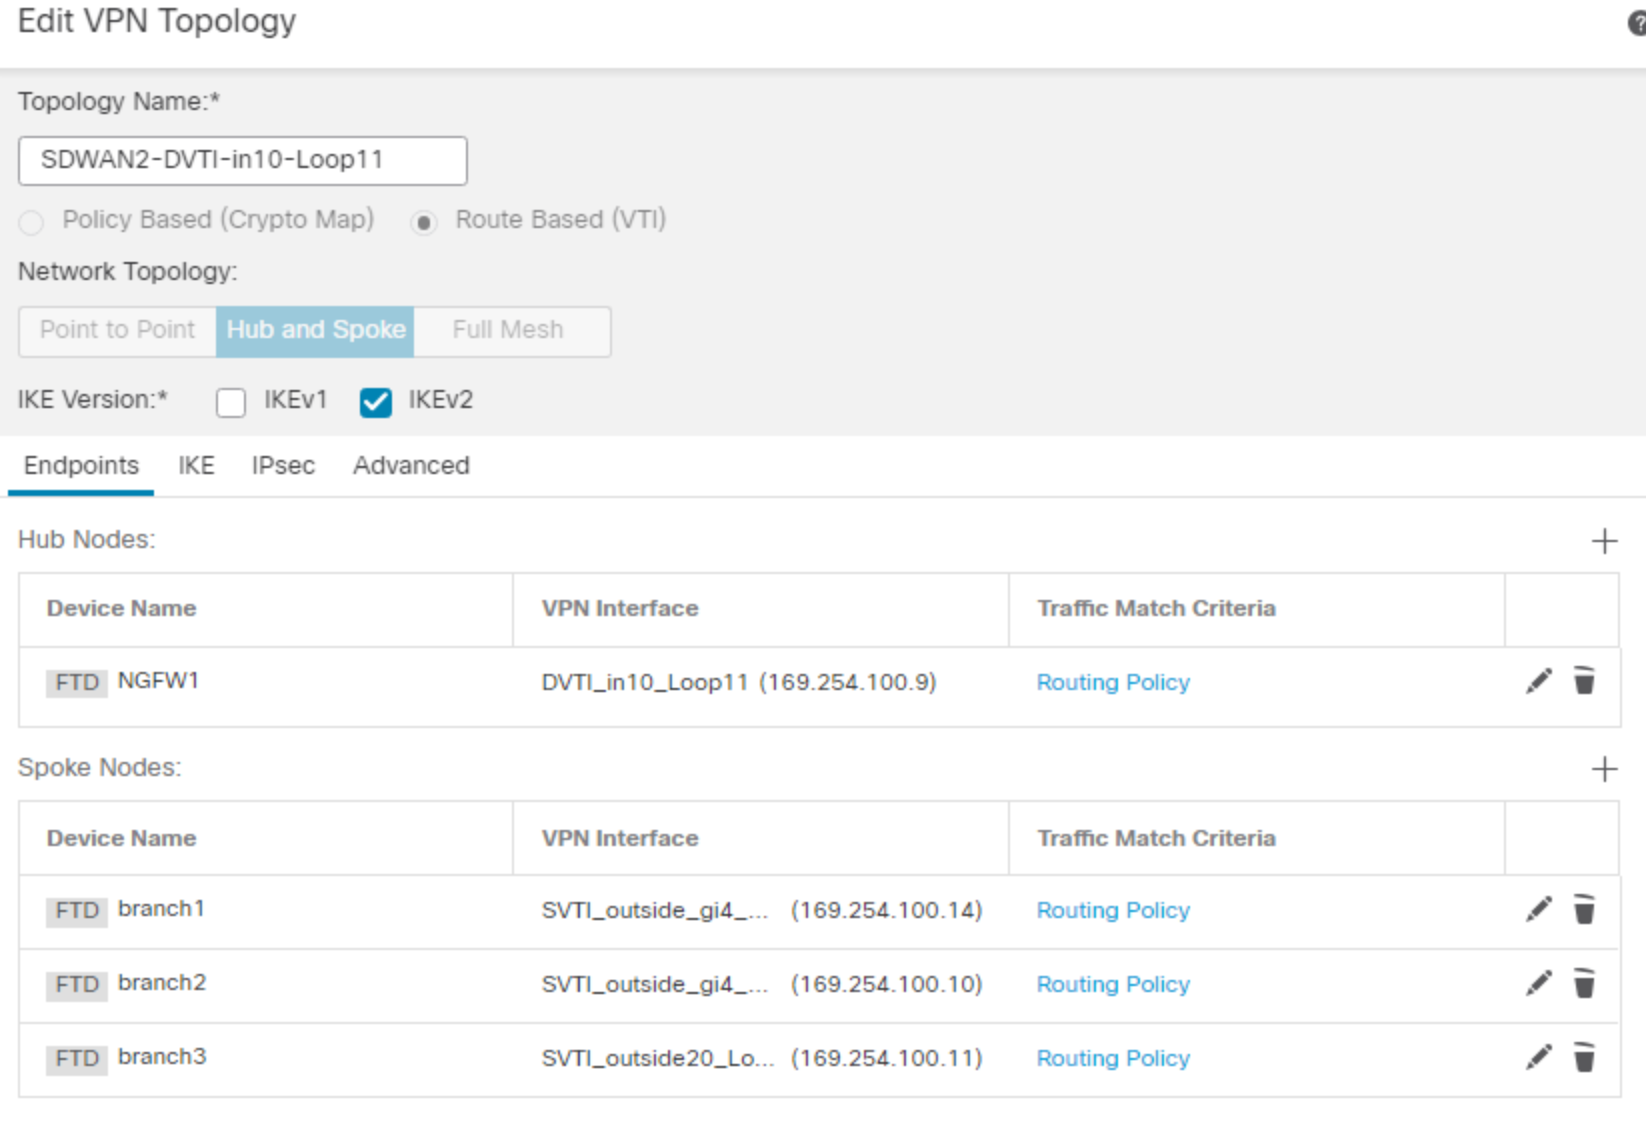 Edit VPN Topology
?
Topology Name:*
SDWAN2-DVTI-in10-Loop11
Policy Based (Crypto Map) Route Based (VTI)
Network Topology:
Point to Point Hub and Spoke Full Mesh
IKE Version:* IKEv1 IKEv2
Endpoints IKE IPsec Advanced
Hub Nodes:
Device Name VPN Interface Traffic Match Criteria
FTD NGFW1 DVTI_in10_Loop11 (169.254.100.9) Routing Policy
Spoke Nodes:
Device Name VPN Interface Traffic Match Criteria
FTD branch1 SVTI_outside_gi4_... (169.254.100.14) Routing Policy
FTD branch2 SVTI_outside_gi4_... (169.254.100.10) Routing Policy
FTD branch3 SVTI_outside20_Lo... (169.254.100.11) Routing Policy